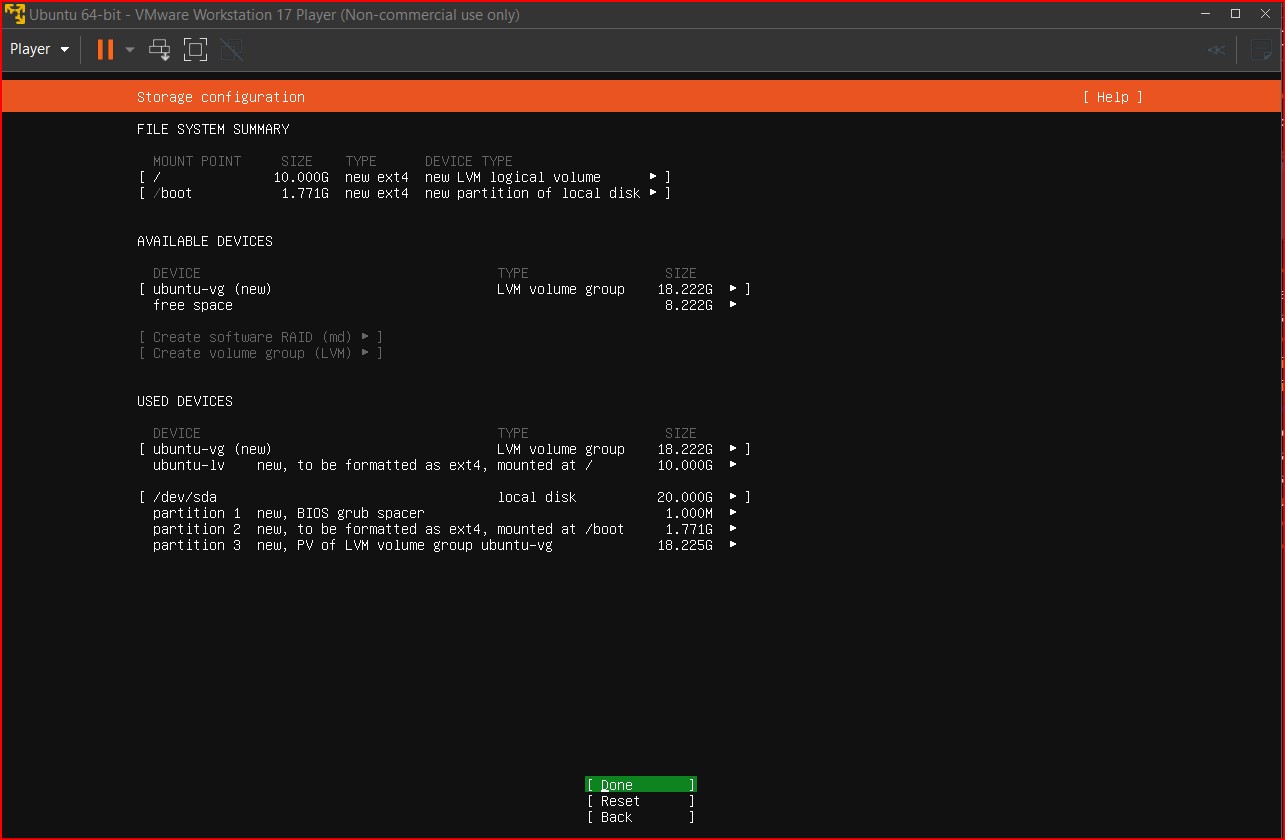 Ubuntu 64-bit - VMware Workstation 17 Player (Non-commercial use only)
Player
Storage configuration [ Help ]
FILE SYSTEM SUMMARY
MOUNT POINT SIZE TYPE DEVICE TYPE
[ / 10.000G new ext4 new LVM logical volume ▸ ]
[ /boot 1.771G new ext4 new partition of local disk ▸ ]
AVAILABLE DEVICES
DEVICE TYPE SIZE
[ ubuntu-vg (new) LVM volume group 18.222G ▸ ]
free space 8.222G ▸
[ Create software RAID (md) ▸ ]
[ Create volume group (LVM) ▸ ]
USED DEVICES
DEVICE TYPE SIZE
[ ubuntu-vg (new) LVM volume group 18.222G ▸ ]
ubuntu-lv new, to be formatted as ext4, mounted at / 10.000G ▸
[ /dev/sda local disk 20.000G ▸ ]
partition 1 new, BIOS grub spacer 1.000M ▸
partition 2 new, to be formatted as ext4, mounted at /boot 1.771G ▸
partition 3 new, PV of LVM volume group ubuntu-vg 18.225G ▸
[ Done ]
[ Reset ]
[ Back ]